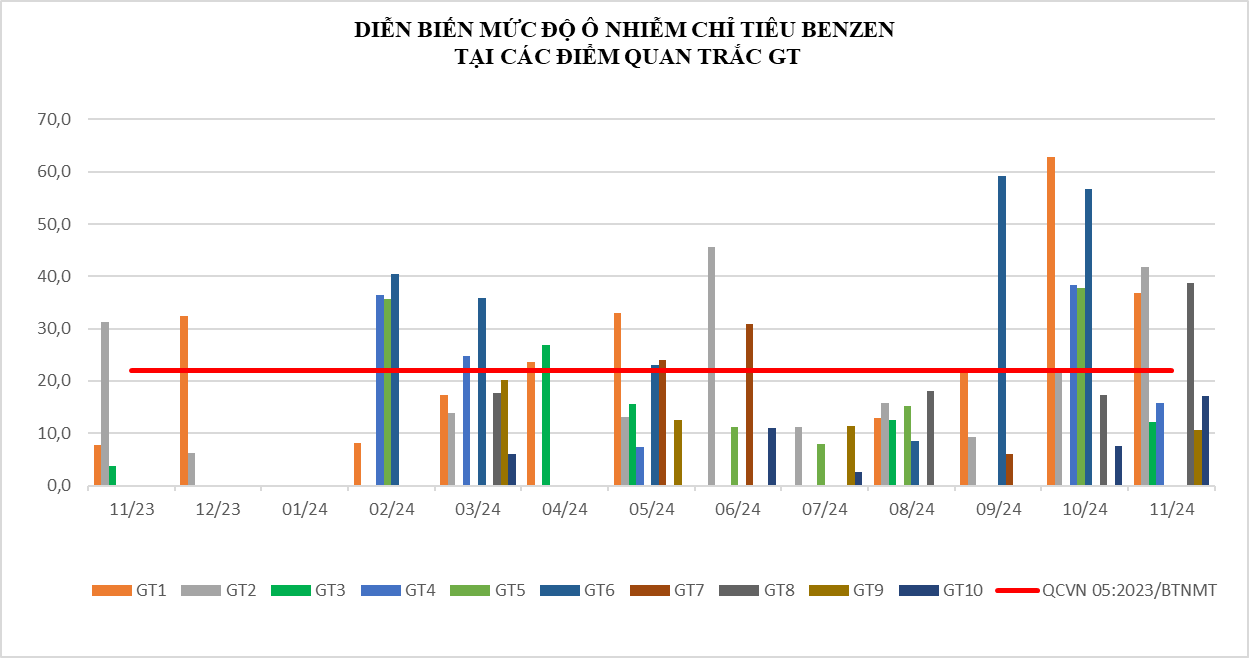 DIỄN BIẾN MỨC ĐỘ Ô NHIỄM CHỈ TIÊU BENZEN
TẠI CÁC ĐIỂM QUAN TRẮC GT
70,0
60,0
50,0
40,0
30,0
20,0
10,0
0,0
11/23 12/23 01/24 02/24 03/24 04/24 05/24 06/24 07/24 08/24 09/24 10/24 11/24
GT1 GT2 GT3 GT4 GT5 GT6 GT7 GT8 GT9 GT10 QCVN 05:2023/BTNMT